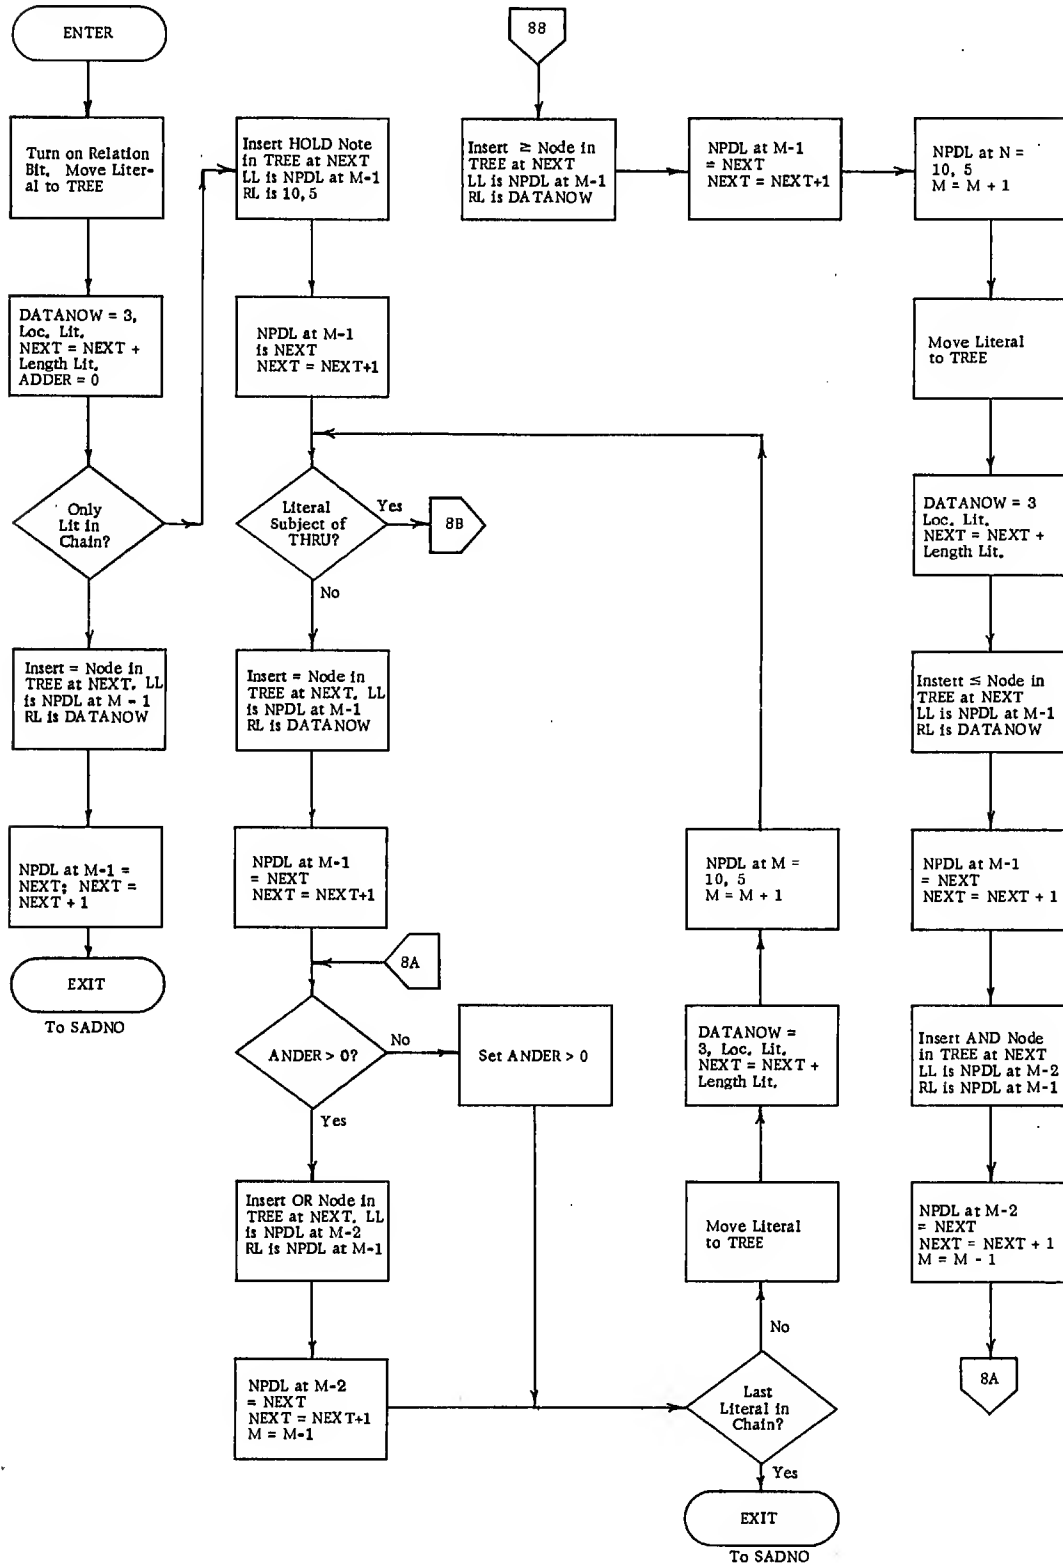 ENTER
Turn on Relation
Bit. Move Liter-
al to TREE
DATANOW = 3,
Loc. Lit.
NEXT = NEXT +
Length Lit.
ADDER = 0
Only
Lit in
Chain?
Insert = Node in
TREE at NEXT. LL
is NPDL at M - 1
RL is DATANOW
NPDL at M-1 =
NEXT; NEXT =
NEXT + 1
EXIT
To SADNO
Insert HOLD Note
in TREE at NEXT
LL is NPDL at M-1
RL is 10, 5
NPDL at M-1
is NEXT
NEXT = NEXT+1
Literal
Subject of
THRU?
Yes
8B
No
Insert = Node in
TREE at NEXT. LL
is NPDL at M-1
RL is DATANOW
NPDL at M-1
= NEXT
NEXT = NEXT+1
8A
ANDER > 0?
No
Set ANDER > 0
Yes
Insert OR Node in
TREE at NEXT. LL
is NPDL at M-2
RL is NPDL at M-1
NPDL at M-2
= NEXT
NEXT = NEXT+1
M = M-1
Last
Literal in
Chain?
No
Yes
EXIT
To SADNO
Move Literal
to TREE
DATANOW =
3, Loc. Lit.
NEXT = NEXT +
Length Lit.
NPDL at M =
10, 5
M = M + 1
88
Insert ≥ Node in
TREE at NEXT
LL is NPDL at M-1
RL is DATANOW
NPDL at M-1
= NEXT
NEXT = NEXT+1
NPDL at N =
10, 5
M = M + 1
Move Literal
to TREE
DATANOW = 3
Loc. Lit.
NEXT = NEXT +
Length Lit.
Instett ≤ Node in
TREE at NEXT
LL is NPDL at M-1
RL is DATANOW
NPDL at M-1
= NEXT
NEXT = NEXT + 1
Insert AND Node
in TREE at NEXT
LL is NPDL at M-2
RL is NPDL at M-1
NPDL at M-2
= NEXT
NEXT = NEXT + 1
M = M - 1
8A